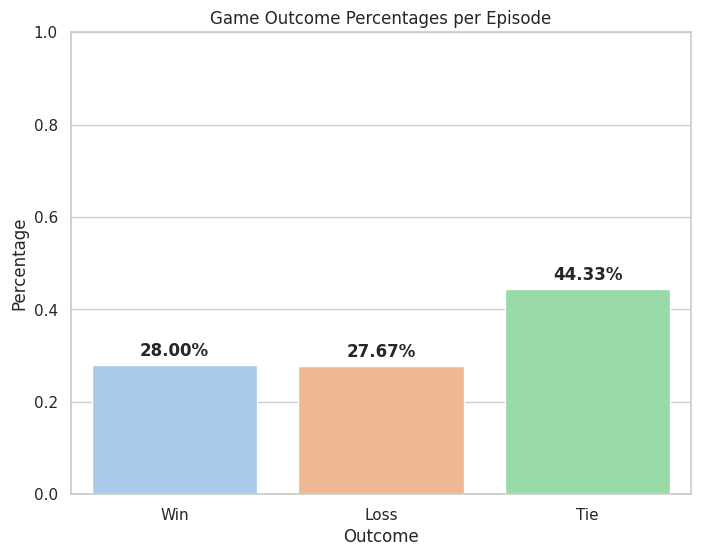 Game Outcome Percentages per Episode
1.0
0.8
0.6
0.4
0.2
0.0
Percentage
28.00%
27.67%
44.33%
Win
Loss
Tie
Outcome